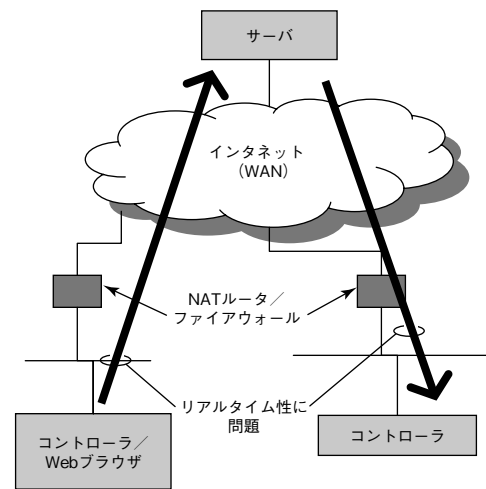 サーバ
インタネット
（WAN）
NATルータ／
ファイアウォール
リアルタイム性に
問題
コントローラ／
Webブラウザ
コントローラ